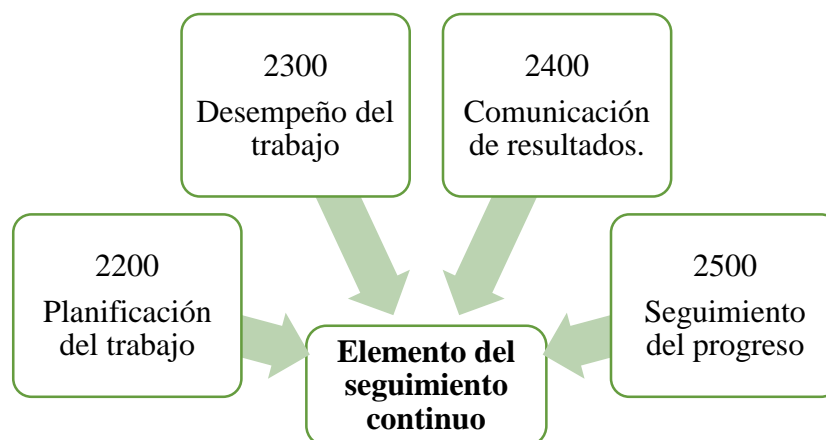 2300
Desempeño del
trabajo
2400
Comunicación
de resultados.
2200
Planificación
del trabajo
2500
Seguimiento
del progreso
Elemento del
seguimiento
continuo